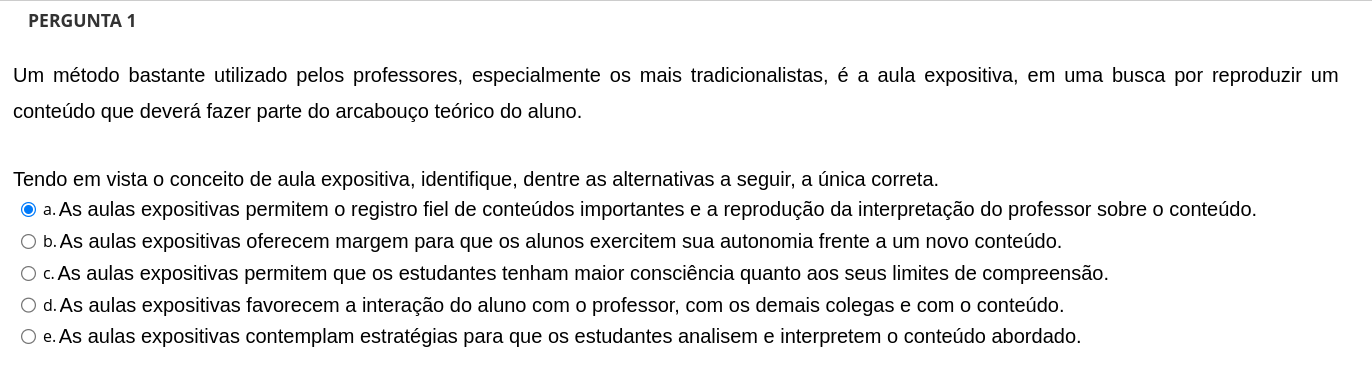 PERGUNTA 1
Um método bastante utilizado pelos professores, especialmente os mais tradicionalistas, é a aula expositiva, em uma busca por reproduzir um
conteúdo que deverá fazer parte do arcabouço teórico do aluno.
Tendo em vista o conceito de aula expositiva, identifique, dentre as alternativas a seguir, a única correta.
a. As aulas expositivas permitem o registro fiel de conteúdos importantes e a reprodução da interpretação do professor sobre o conteúdo.
b. As aulas expositivas oferecem margem para que os alunos exercitem sua autonomia frente a um novo conteúdo.
c. As aulas expositivas permitem que os estudantes tenham maior consciência quanto aos seus limites de compreensão.
d. As aulas expositivas favorecem a interação do aluno com o professor, com os demais colegas e com o conteúdo.
e. As aulas expositivas contemplam estratégias para que os estudantes analisem e interpretem o conteúdo abordado.